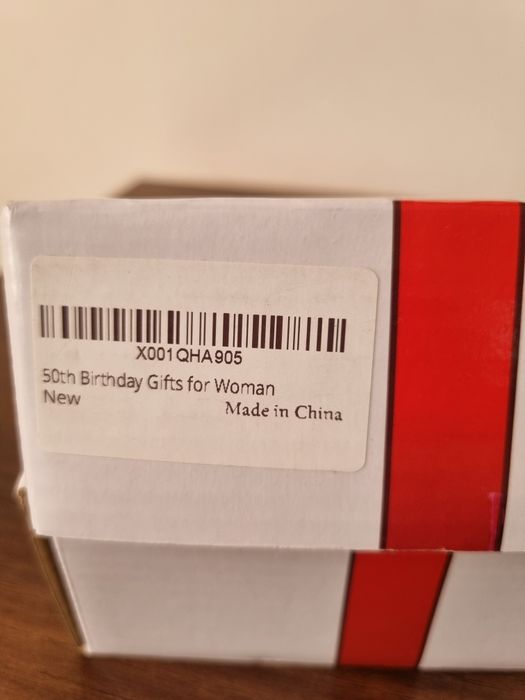 X001QHA905
50th Birthday Gifts for Woman
New
Made in China